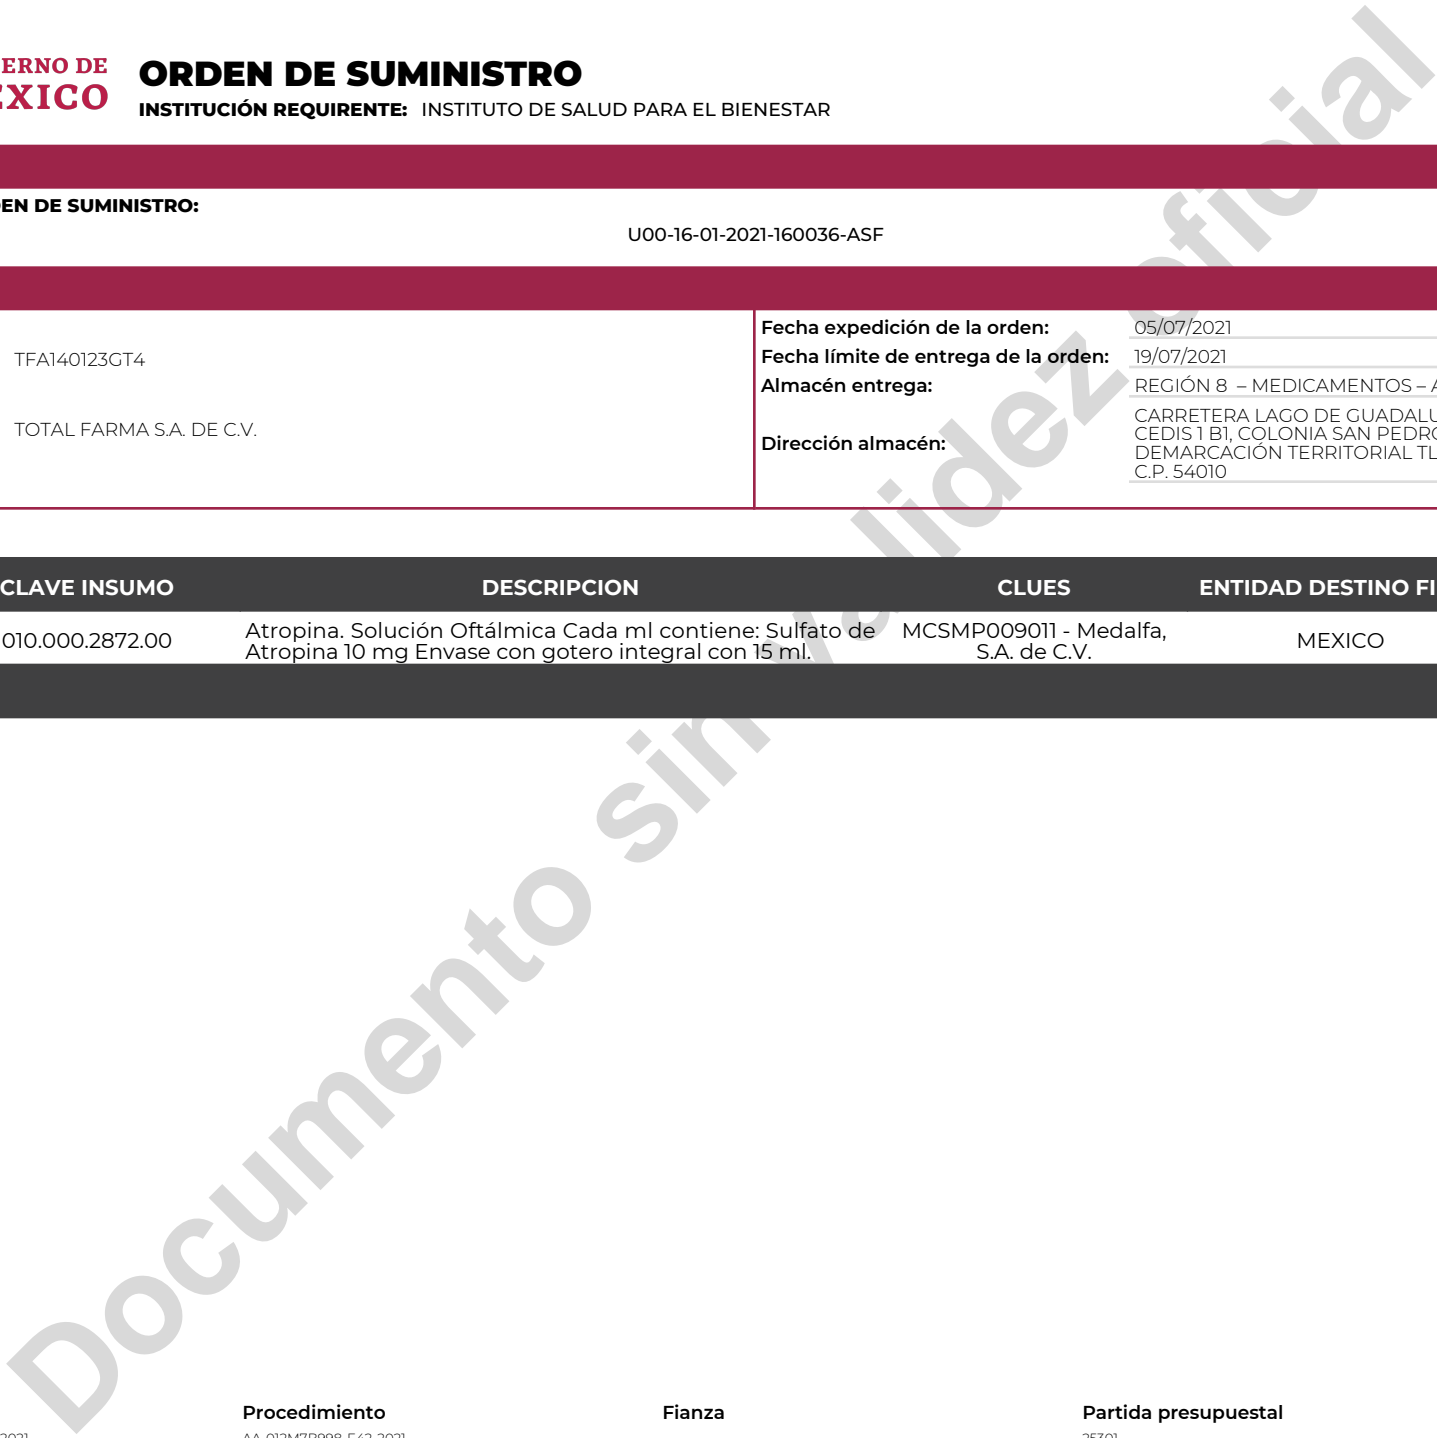 ERNO DE
EXICO
ORDEN DE SUMINISTRO
INSTITUCIÓN REQUIRENTE: INSTITUTO DE SALUD PARA EL BIENESTAR
EN DE SUMINISTRO:
U00-16-01-2021-160036-ASF
TFA140123GT4
TOTAL FARMA S.A. DE C.V.
Fecha expedición de la orden: 05/07/2021
Fecha límite de entrega de la orden: 19/07/2021
Almacén entrega: REGIÓN 8 – MEDICAMENTOS – A
Dirección almacén:
CARRETERA LAGO DE GUADALU
CEDIS 1 B1, COLONIA SAN PEDRO
DEMARCACIÓN TERRITORIAL TL
C.P. 54010
CLAVE INSUMO DESCRIPCION CLUES ENTIDAD DESTINO FI
010.000.2872.00
Atropina. Solución Oftálmica Cada ml contiene: Sulfato de
Atropina 10 mg Envase con gotero integral con 15 ml.
MCSMP009011 - Medalfa,
S.A. de C.V.
MEXICO
Documento sin validez oficial
Procedimiento Fianza Partida presupuestal